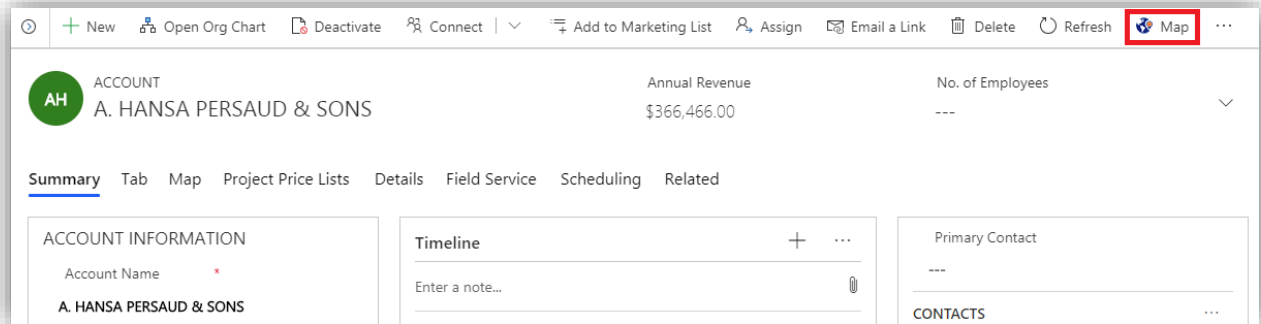 New Open Org Chart Deactivate Connect Add to Marketing List Assign Email a Link Delete Refresh Map ...
AH
ACCOUNT
A. HANSA PERSAUD & SONS
Annual Revenue
$366,466.00
No. of Employees
---
Summary Tab Map Project Price Lists Details Field Service Scheduling Related
ACCOUNT INFORMATION
Account Name *
A. HANSA PERSAUD & SONS
Timeline
Enter a note...
Primary Contact
---
CONTACTS